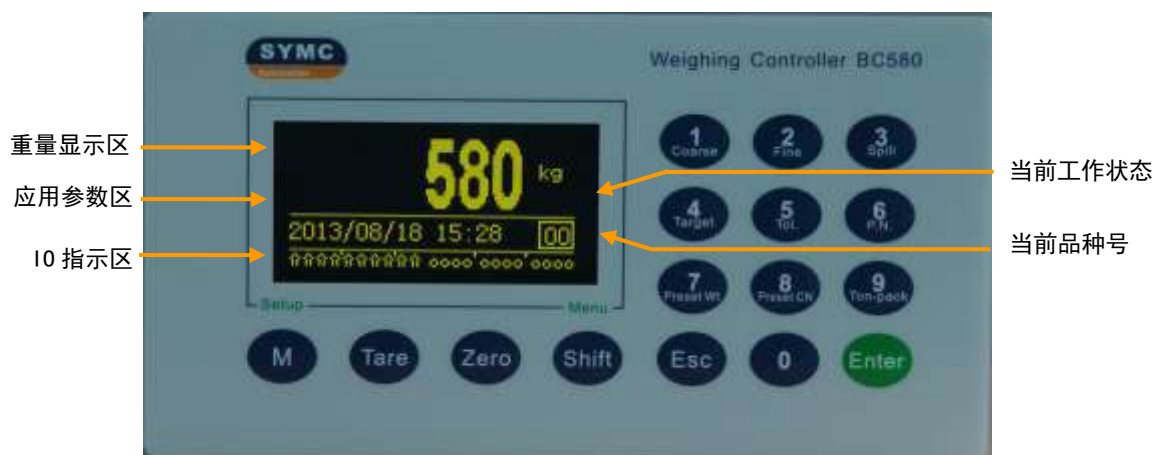 SYMC
Weighing Controller BC580
重量显示区
580 kg
应用参数区
当前工作状态
2013/08/18 15:28 00
当前品种号
IO 指示区
Setup
Menu
1
Coarse
2
Fine
3
Spill
4
Target
5
Tol.
6
P.N.
7
Preset Wt
8
Preset CN
9
Ton-pack
M
Tare
Zero
Shift
Esc
0
Enter